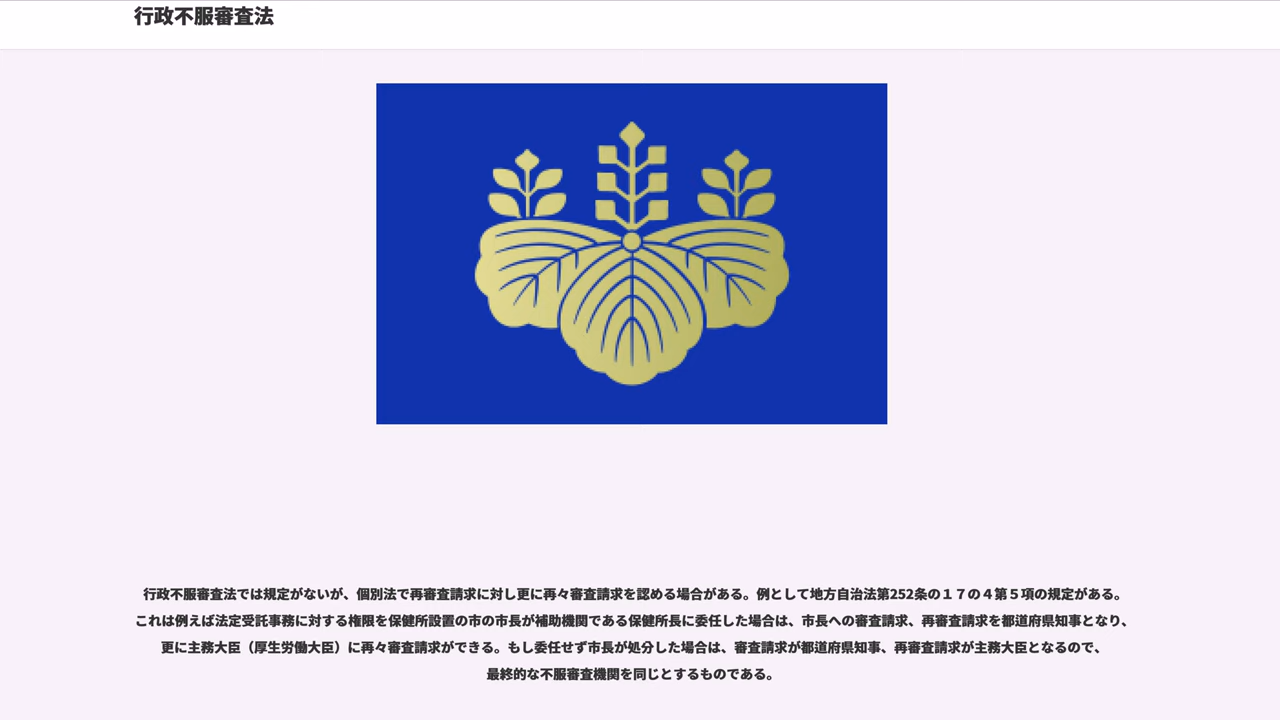 行政不服審査法
行政不服審査法では規定がないが、個別法で再審査請求に対し更に再々審査請求を認める場合がある。例として地方自治法第252条の１７の４第５項の規定がある。
これは例えば法定受託事務に対する権限を保健所設置の市の市長が補助機関である保健所長に委任した場合は、市長への審査請求、再審査請求を都道府県知事となり、
更に主務大臣（厚生労働大臣）に再々審査請求ができる。もし委任せず市長が処分した場合は、審査請求が都道府県知事、再審査請求が主務大臣となるので、
最終的な不服審査機関を同じとするものである。